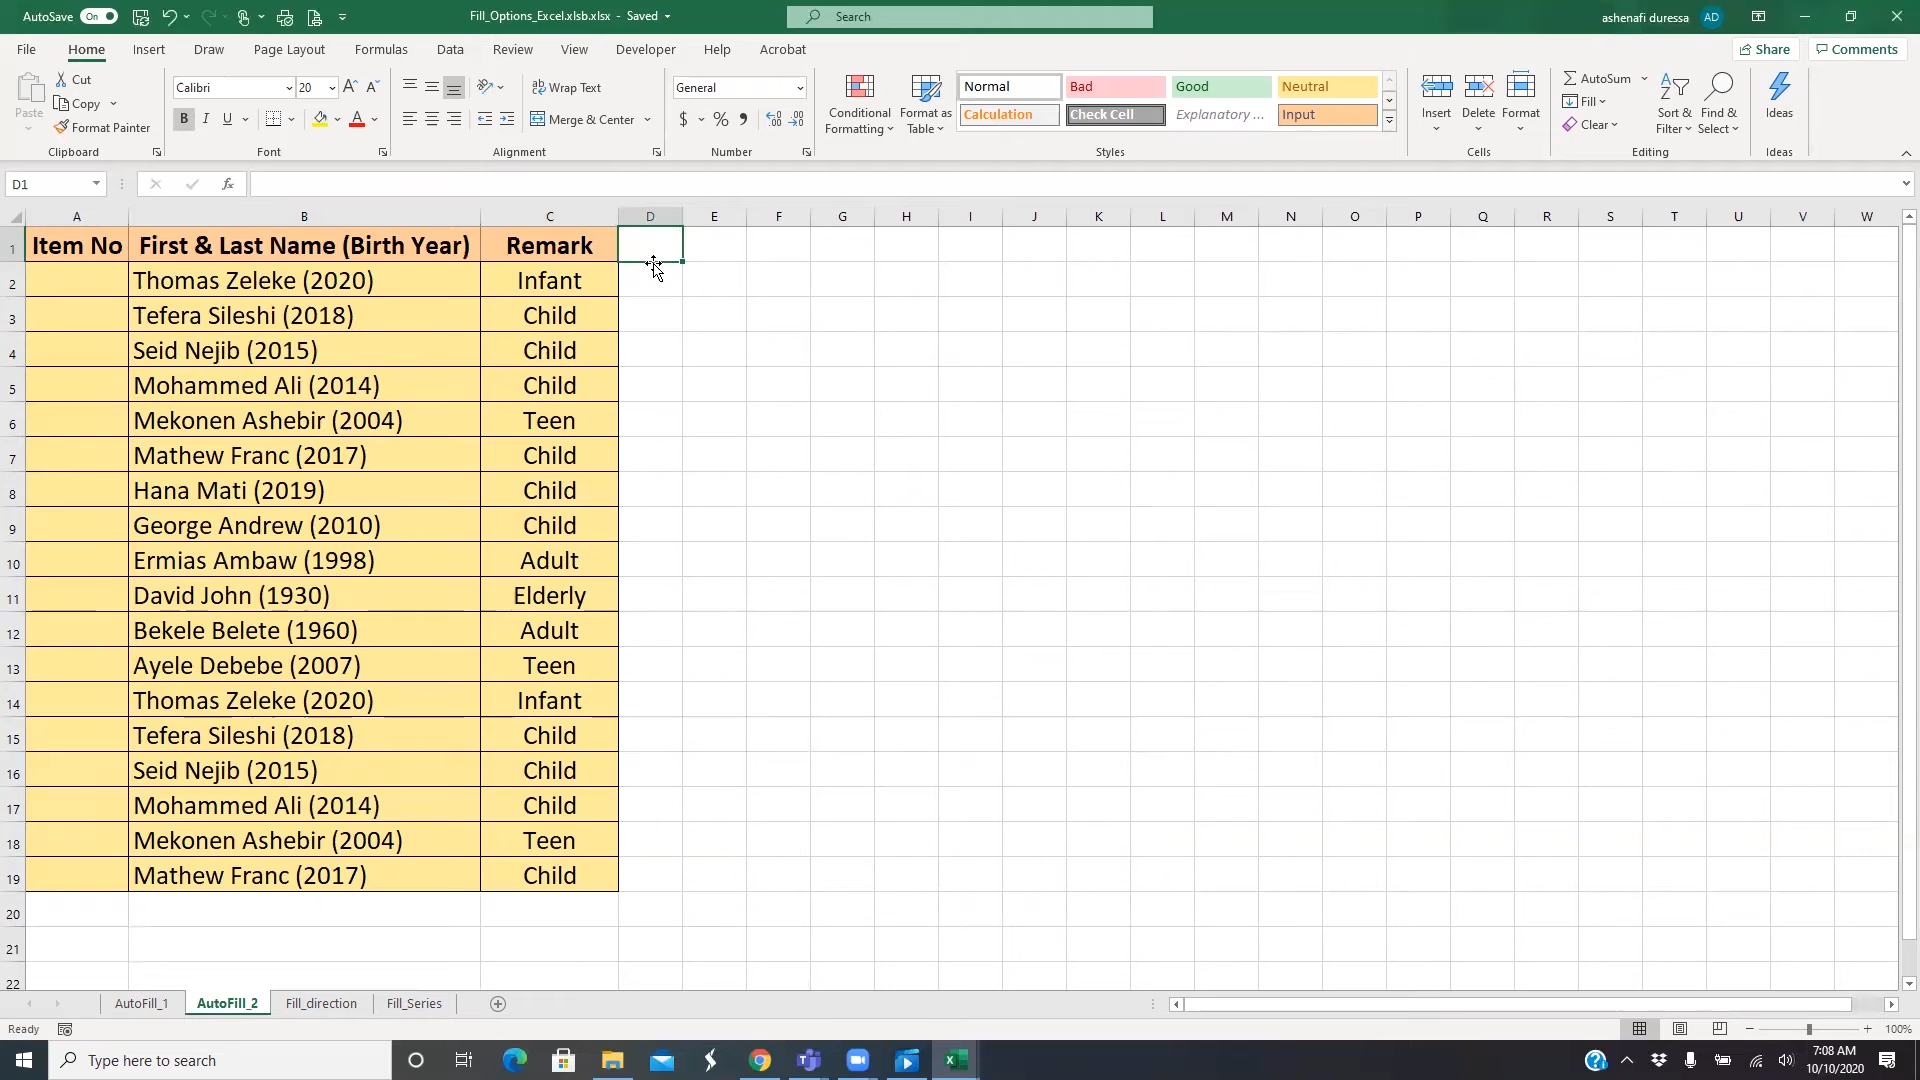 AutoSave On Fill_Options_Excel.xlsb.xlsx - Saved Search ashenafi duressa AD
File Home Insert Draw Page Layout Formulas Data Review View Developer Help Acrobat Share Comments
Paste Cut Copy Format Painter Clipboard
Calibri 20 B I U A A Font
Wrap Text Merge & Center Alignment
General $ % Number
Conditional Formatting Format as Table Normal Bad Good Neutral
Calculation Check Cell Explanatory ... Input
Styles
Insert Delete Format Cells
AutoSum Fill Clear Sort & Filter Find & Select Editing
Ideas Ideas
D1 fx
A B C D E F G H I J K L M N O P Q R S T U V W
1 Item No First & Last Name (Birth Year) Remark
2 Thomas Zeleke (2020) Infant
3 Tefera Sileshi (2018) Child
4 Seid Nejib (2015) Child
5 Mohammed Ali (2014) Child
6 Mekonen Ashebir (2004) Teen
7 Mathew Franc (2017) Child
8 Hana Mati (2019) Child
9 George Andrew (2010) Child
10 Ermias Ambaw (1998) Adult
11 David John (1930) Elderly
12 Bekele Belete (1960) Adult
13 Ayele Debebe (2007) Teen
14 Thomas Zeleke (2020) Infant
15 Tefera Sileshi (2018) Child
16 Seid Nejib (2015) Child
17 Mohammed Ali (2014) Child
18 Mekonen Ashebir (2004) Teen
19 Mathew Franc (2017) Child
20
21
22
AutoFill_1 AutoFill_2 Fill_direction Fill_Series
Ready 100%
Type here to search 7:08 AM
10/10/2020